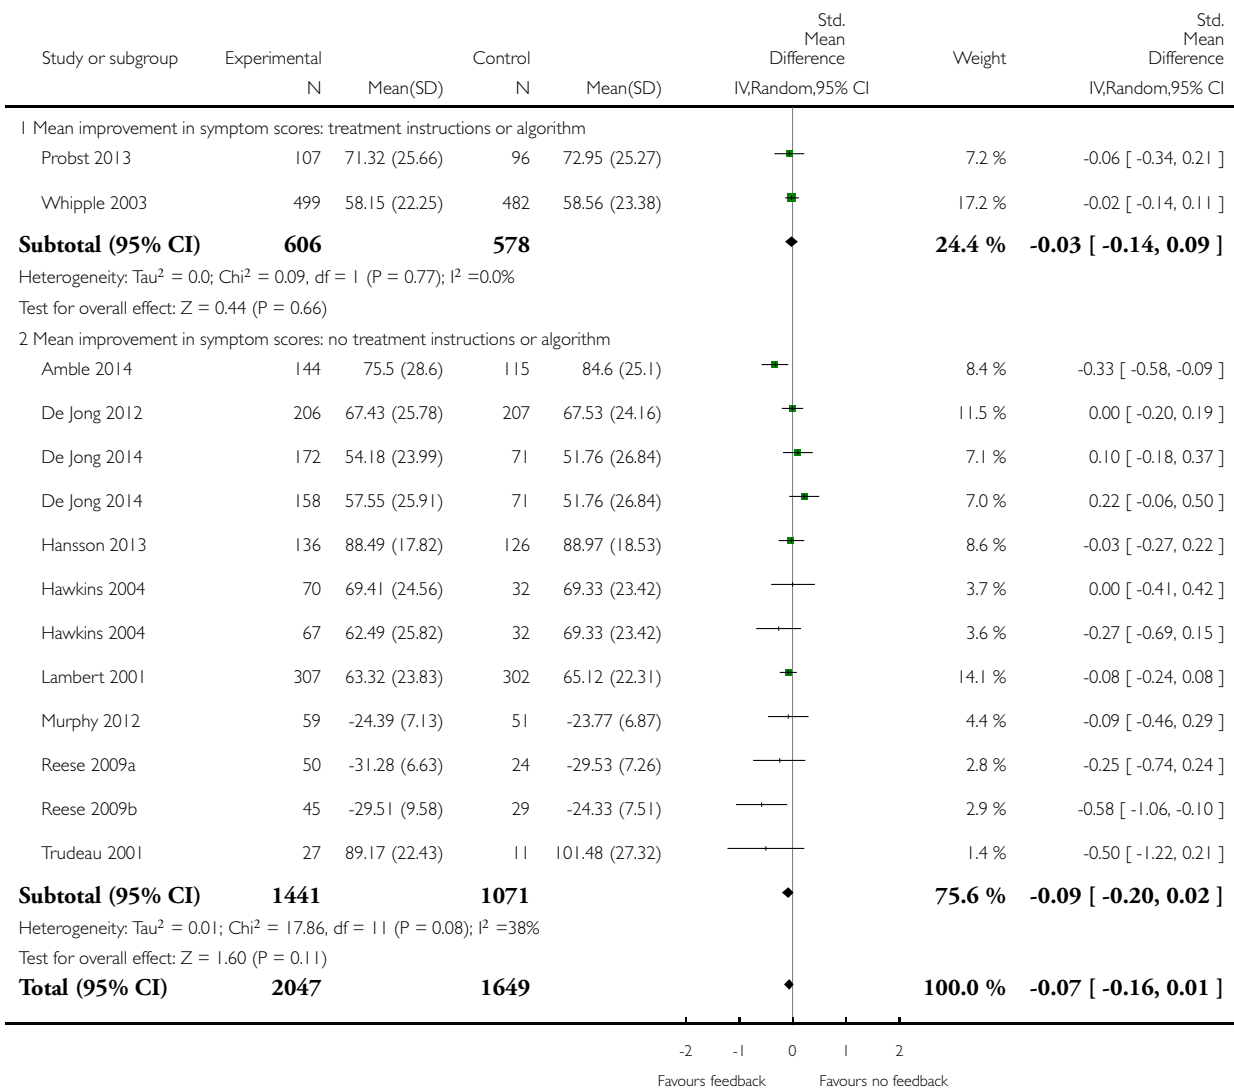 Study or subgroup Experimental Control Std. Mean Difference Weight Std. Mean Difference
N Mean(SD) N Mean(SD) IV,Random,95% CI IV,Random,95% CI
1 Mean improvement in symptom scores: treatment instructions or algorithm
Probst 2013 107 71.32 (25.66) 96 72.95 (25.27) 7.2 % -0.06 [ -0.34, 0.21 ]
Whipple 2003 499 58.15 (22.25) 482 58.56 (23.38) 17.2 % -0.02 [ -0.14, 0.11 ]
Subtotal (95% CI) 606 578 24.4 % -0.03 [ -0.14, 0.09 ]
Heterogeneity: Tau² = 0.0; Chi² = 0.09, df = 1 (P = 0.77); I² =0.0%
Test for overall effect: Z = 0.44 (P = 0.66)
2 Mean improvement in symptom scores: no treatment instructions or algorithm
Amble 2014 144 75.5 (28.6) 115 84.6 (25.1) 8.4 % -0.33 [ -0.58, -0.09 ]
De Jong 2012 206 67.43 (25.78) 207 67.53 (24.16) 11.5 % 0.00 [ -0.20, 0.19 ]
De Jong 2014 172 54.18 (23.99) 71 51.76 (26.84) 7.1 % 0.10 [ -0.18, 0.37 ]
De Jong 2014 158 57.55 (25.91) 71 51.76 (26.84) 7.0 % 0.22 [ -0.06, 0.50 ]
Hansson 2013 136 88.49 (17.82) 126 88.97 (18.53) 8.6 % -0.03 [ -0.27, 0.22 ]
Hawkins 2004 70 69.41 (24.56) 32 69.33 (23.42) 3.7 % 0.00 [ -0.41, 0.42 ]
Hawkins 2004 67 62.49 (25.82) 32 69.33 (23.42) 3.6 % -0.27 [ -0.69, 0.15 ]
Lambert 2001 307 63.32 (23.83) 302 65.12 (22.31) 14.1 % -0.08 [ -0.24, 0.08 ]
Murphy 2012 59 -24.39 (7.13) 51 -23.77 (6.87) 4.4 % -0.09 [ -0.46, 0.29 ]
Reese 2009a 50 -31.28 (6.63) 24 -29.53 (7.26) 2.8 % -0.25 [ -0.74, 0.24 ]
Reese 2009b 45 -29.51 (9.58) 29 -24.33 (7.51) 2.9 % -0.58 [ -1.06, -0.10 ]
Trudeau 2001 27 89.17 (22.43) 11 101.48 (27.32) 1.4 % -0.50 [ -1.22, 0.21 ]
Subtotal (95% CI) 1441 1071 75.6 % -0.09 [ -0.20, 0.02 ]
Heterogeneity: Tau² = 0.01; Chi² = 17.86, df = 11 (P = 0.08); I² =38%
Test for overall effect: Z = 1.60 (P = 0.11)
Total (95% CI) 2047 1649 100.0 % -0.07 [ -0.16, 0.01 ]
-2 -1 0 1 2
Favours feedback Favours no feedback